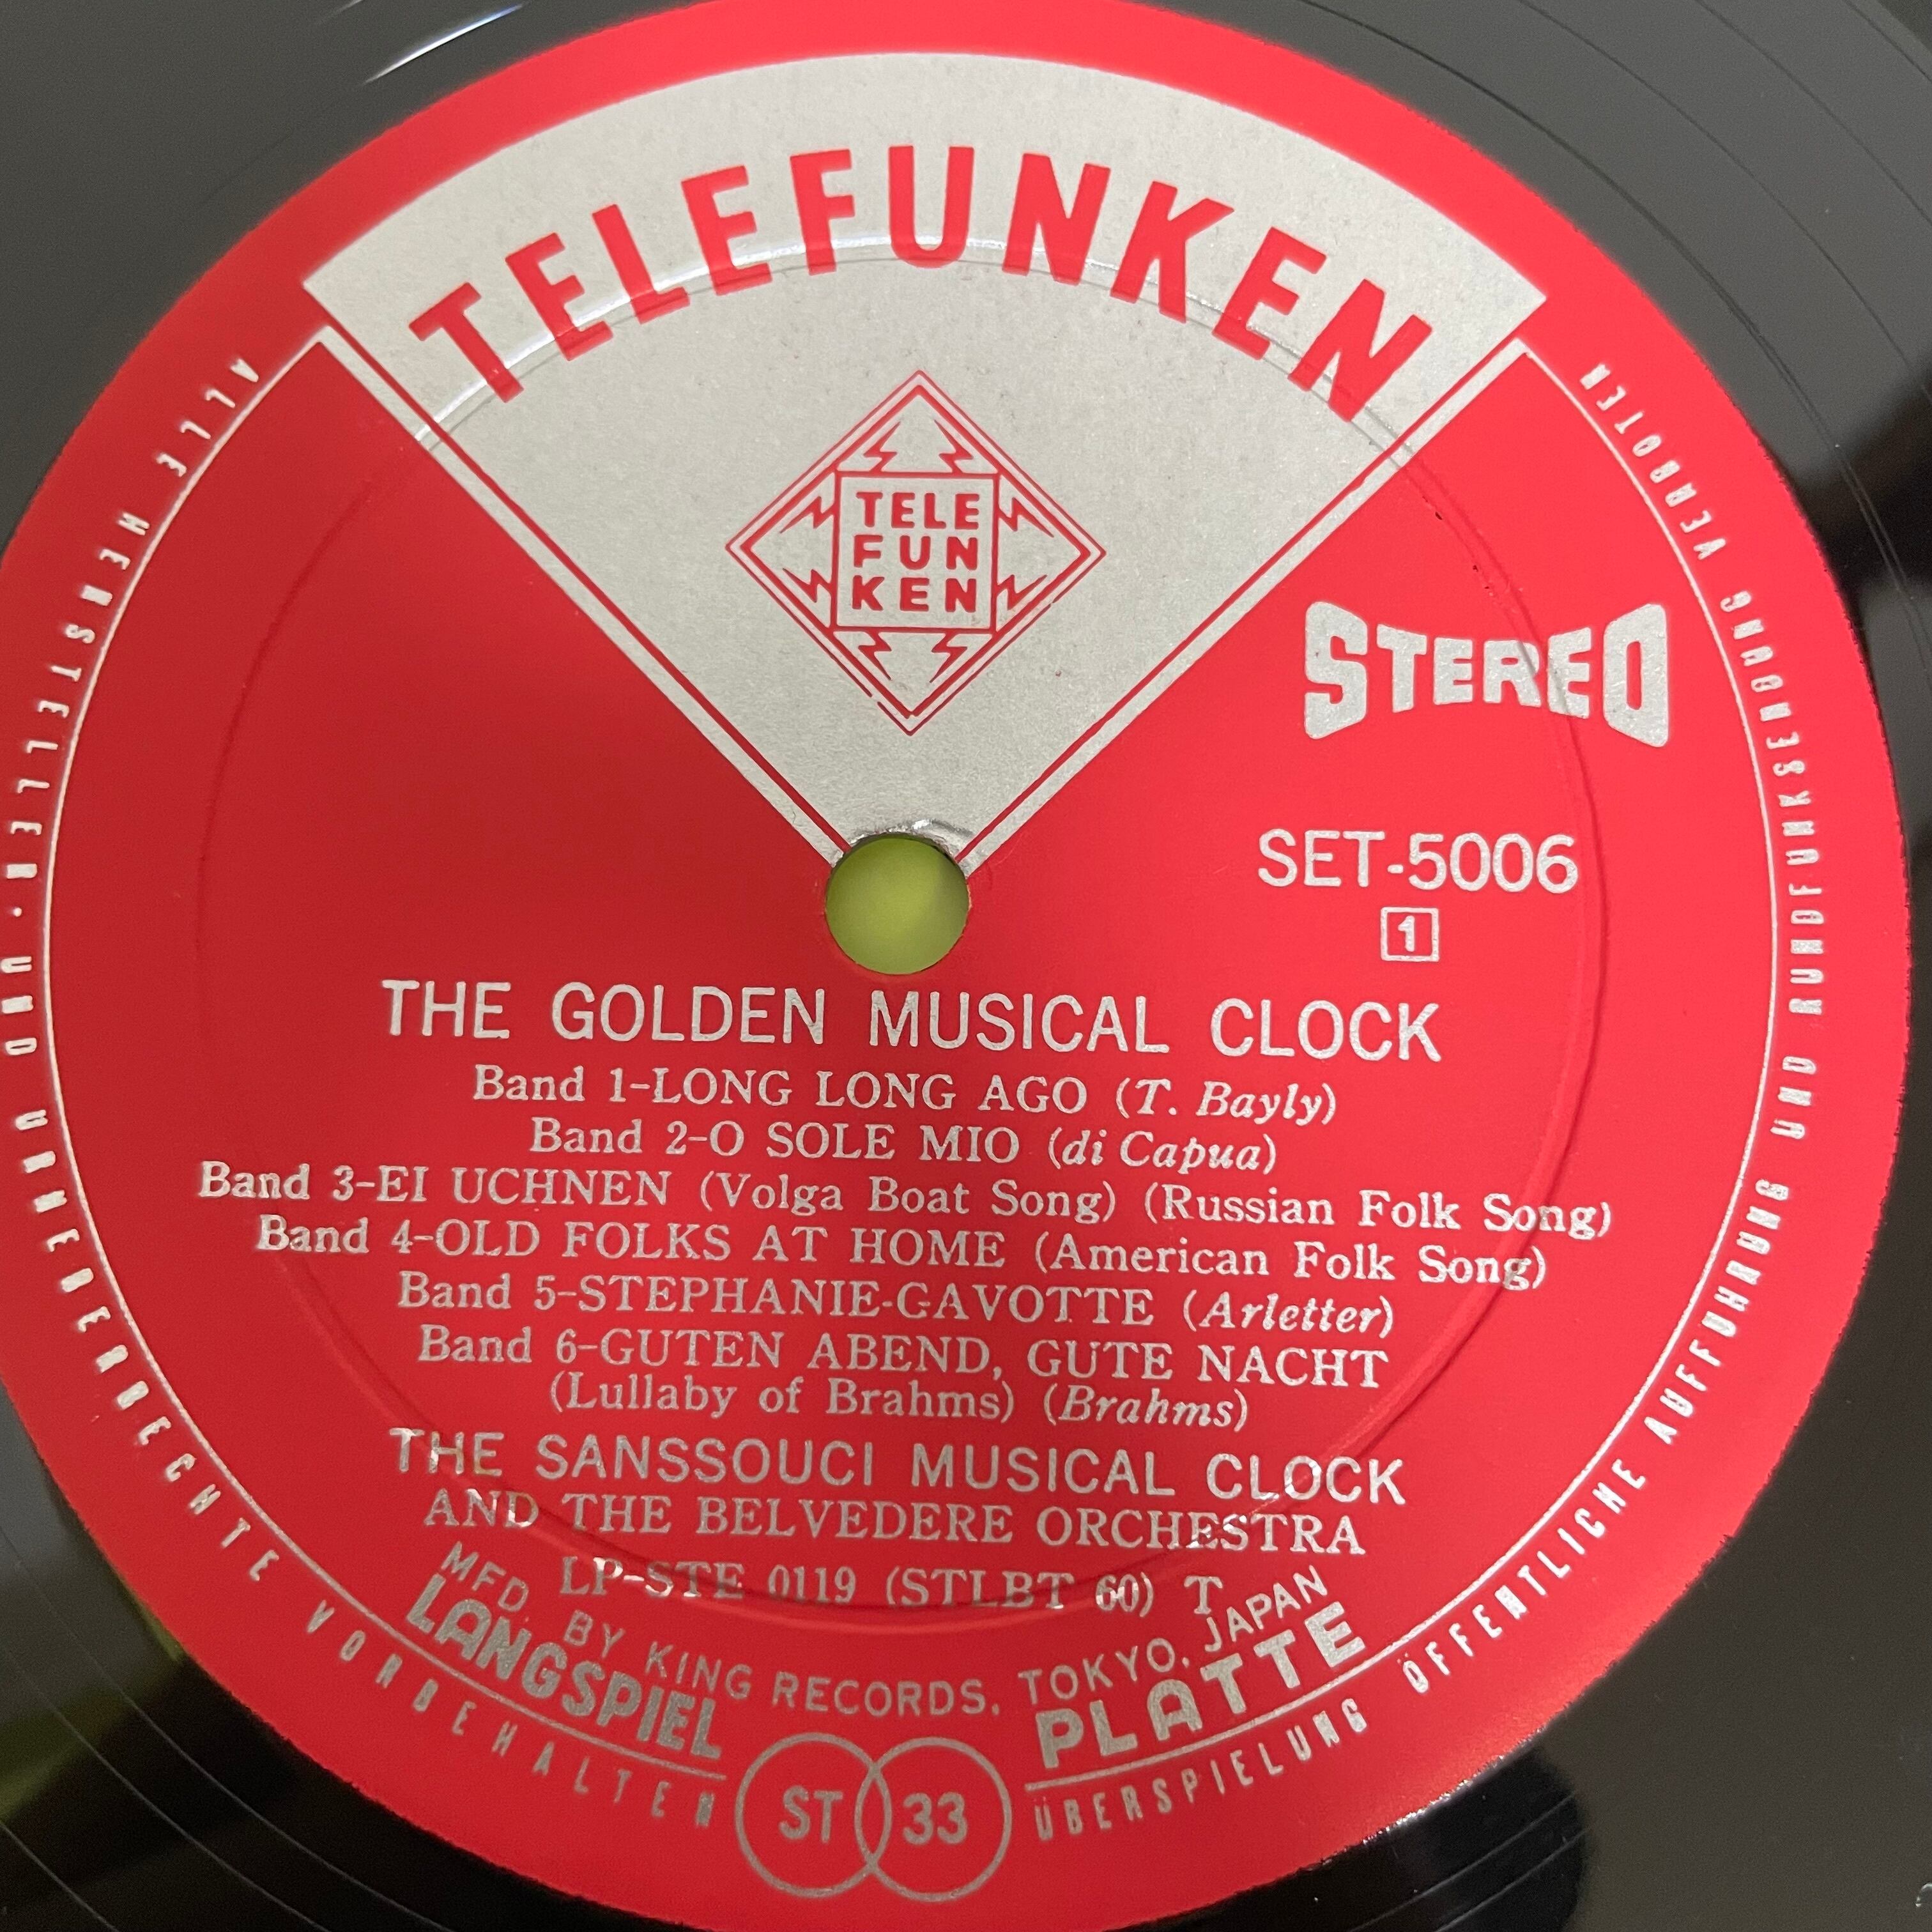 TELEFUNKEN
TELE
FUN
KEN
STEREO
SET-5006
1
THE GOLDEN MUSICAL CLOCK
Band 1-LONG LONG AGO (T. Bayly)
Band 2-O SOLE MIO (di Capua)
Band 3-EI UCHNEN (Volga Boat Song) (Russian Folk Song)
Band 4-OLD FOLKS AT HOME (American Folk Song)
Band 5-STEPHANIE-GAVOTTE (Arletter)
Band 6-GUTEN ABEND, GUTE NACHT
(Lullaby of Brahms) (Brahms)
THE SANSSOUCI MUSICAL CLOCK
AND THE BELVEDERE ORCHESTRA
LP-STE 0119 (STLBT 60) T
MFD. BY KING RECORDS. TOKYO. JAPAN
LANGSPIEL PLATTE
ST 33
ALLE HERSTELLER- UND URHEBERRECHTE VORBEHALTEN
ÜBERSPIELUNG ÖFFENTLICHE AUFFÜHRUNG UND RUNDFUNKSENDUNG VERBOTEN